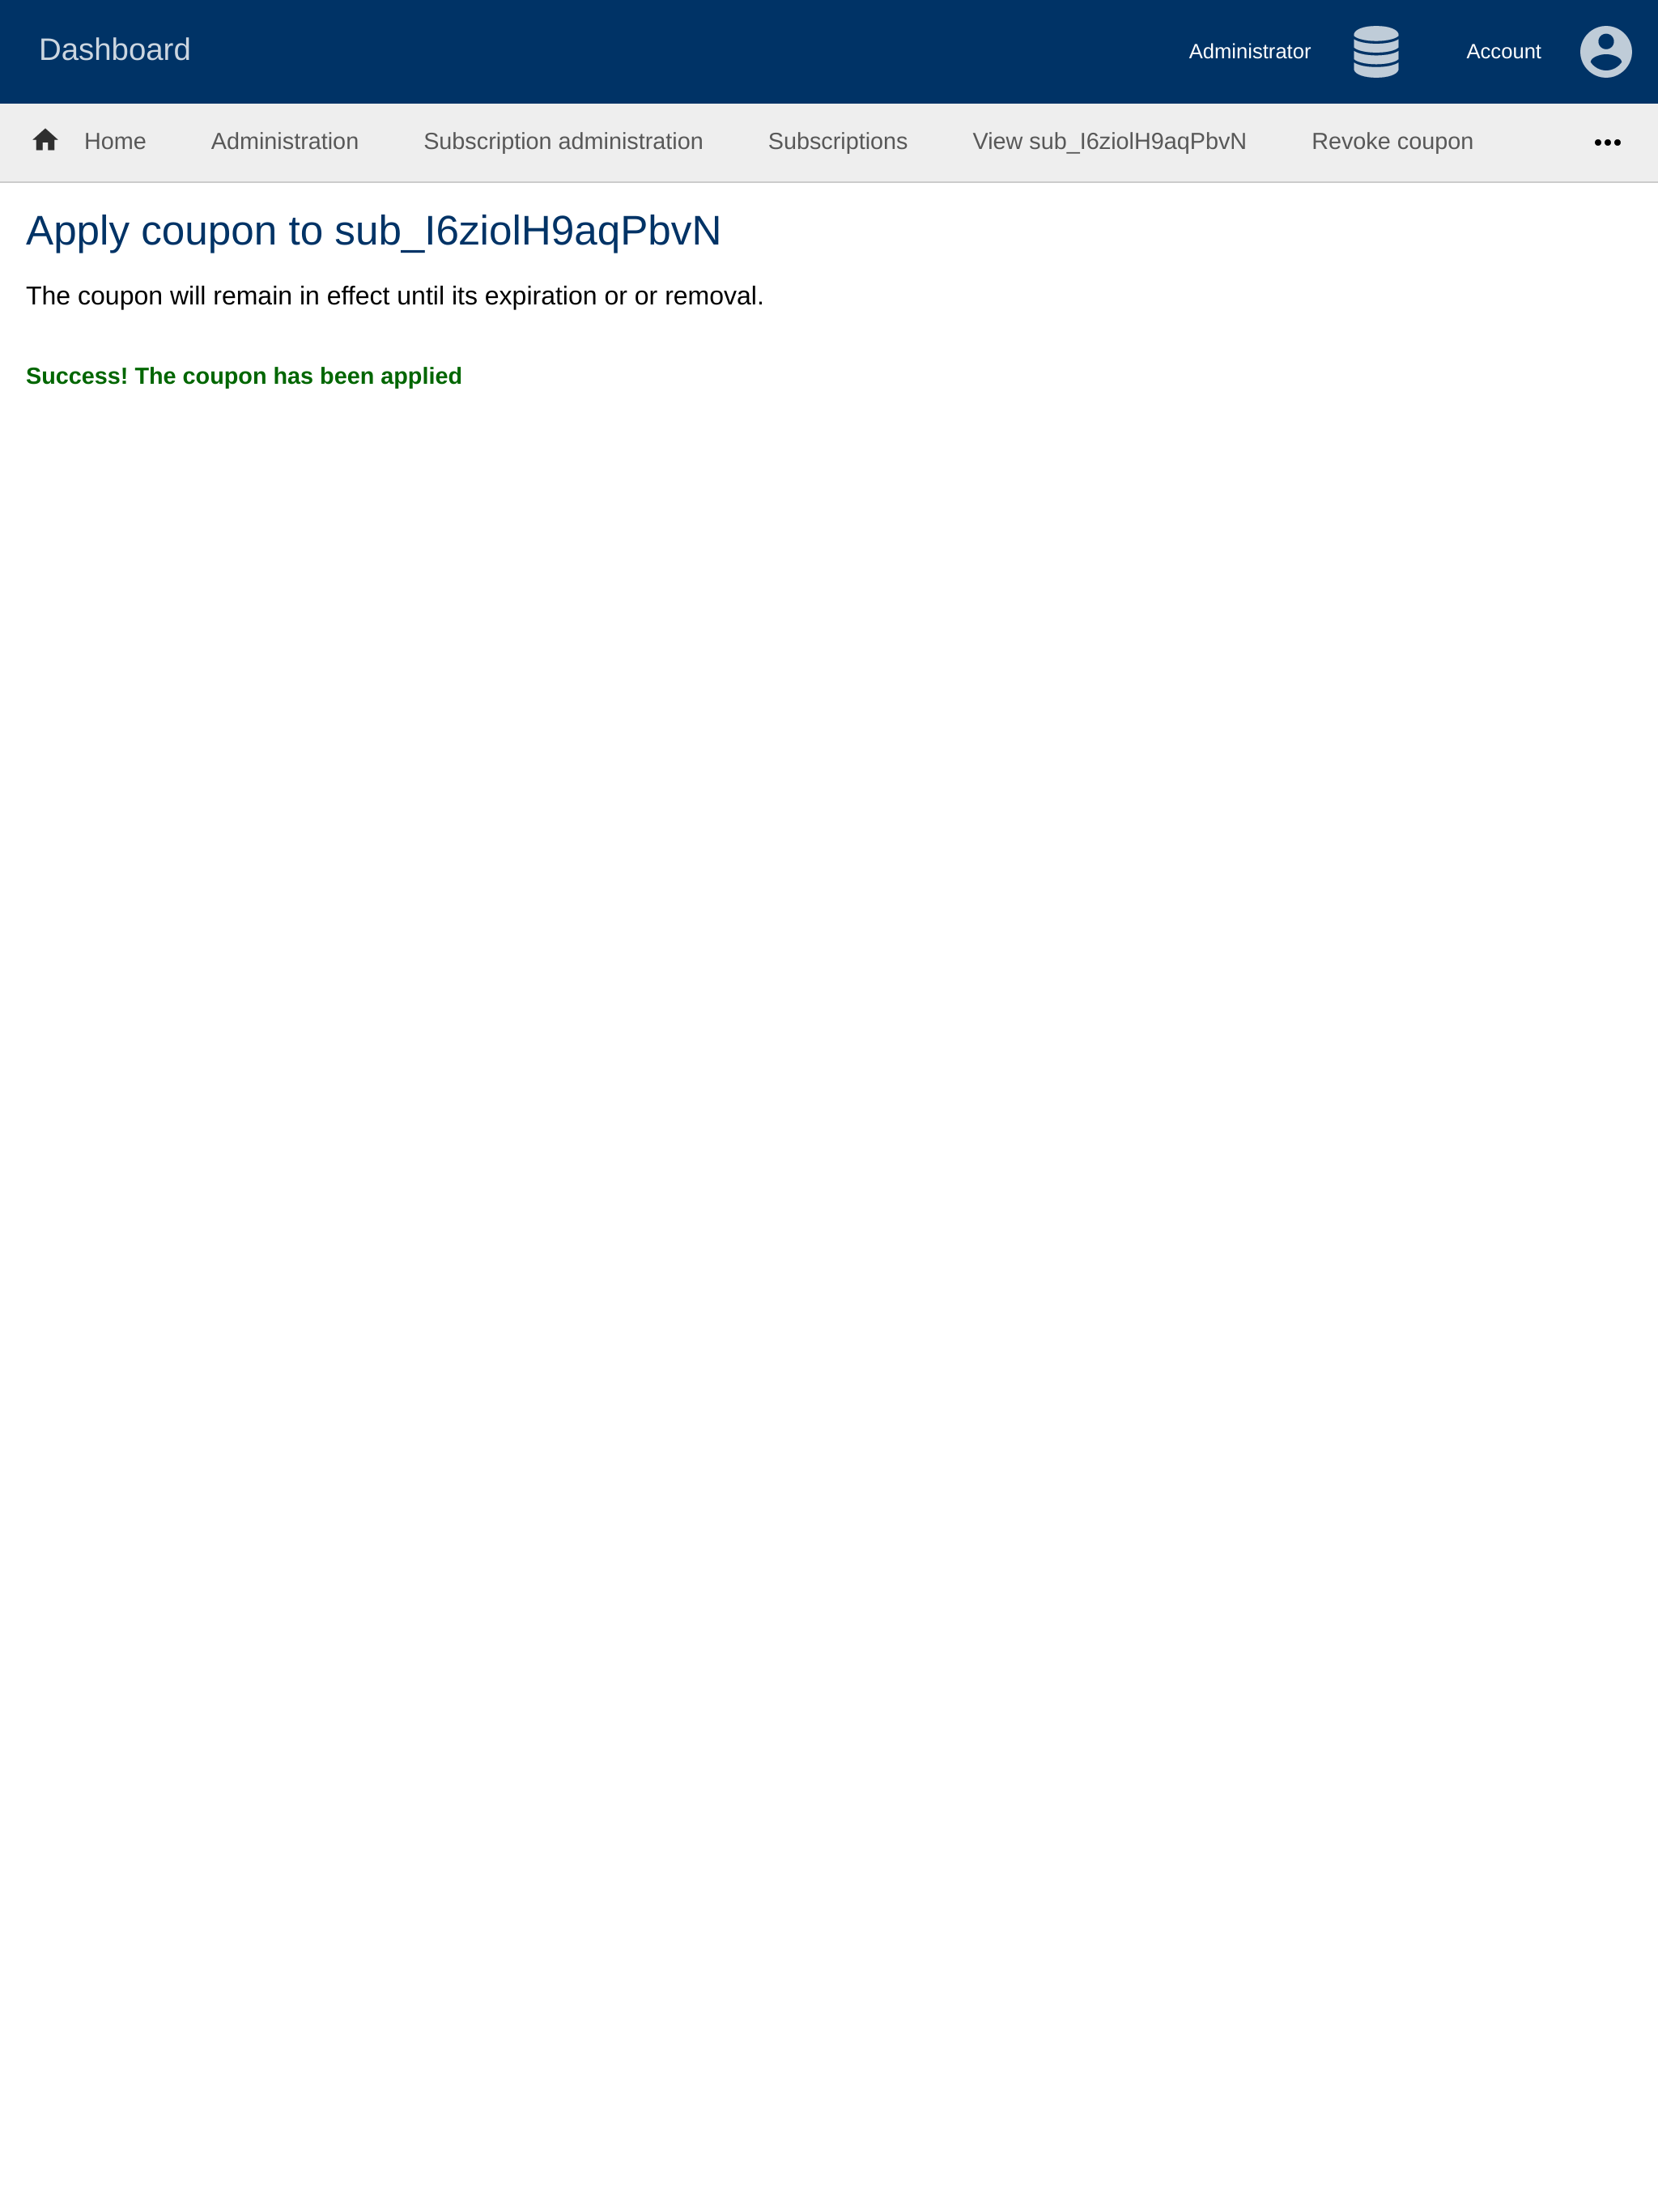 Dashboard
Administrator
Account
Home
Administration
Subscription administration
Subscriptions
View sub_I6ziolH9aqPbvN
Revoke coupon
Apply coupon to sub_I6ziolH9aqPbvN
The coupon will remain in effect until its expiration or or removal.
Success! The coupon has been applied